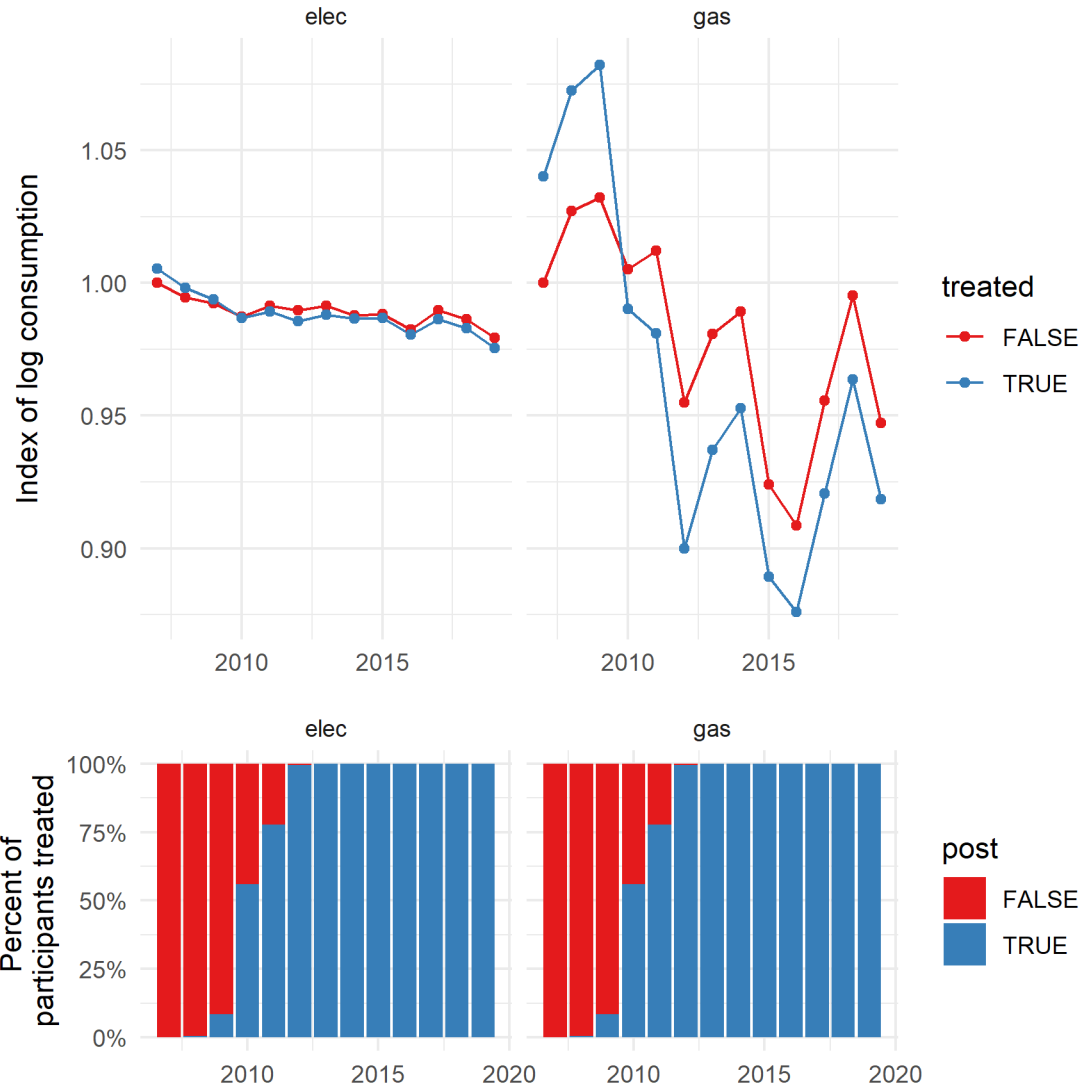 elec
gas
Index of log consumption
1.05
1.00
0.95
0.90
2010
2015
2010
2015
treated
FALSE
TRUE
elec
gas
Percent of
participants treated
100%
75%
50%
25%
0%
2010
2015
2020
2010
2015
2020
post
FALSE
TRUE